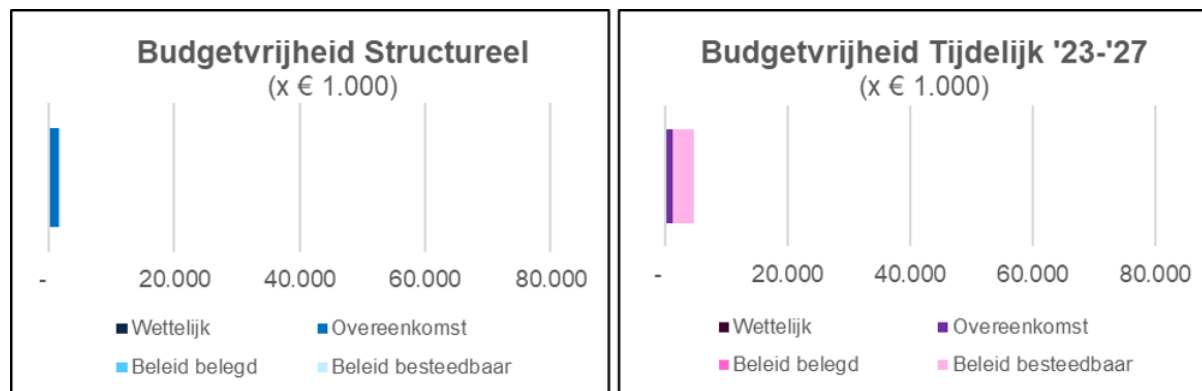 Budgetvrijheid Structureel
(x € 1.000)
- 20.000 40.000 60.000 80.000
Wettelijk Overeenkomst
Beleid belegd Beleid besteedbaar
Budgetvrijheid Tijdelijk '23-'27
(x € 1.000)
- 20.000 40.000 60.000 80.000
Wettelijk Overeenkomst
Beleid belegd Beleid besteedbaar